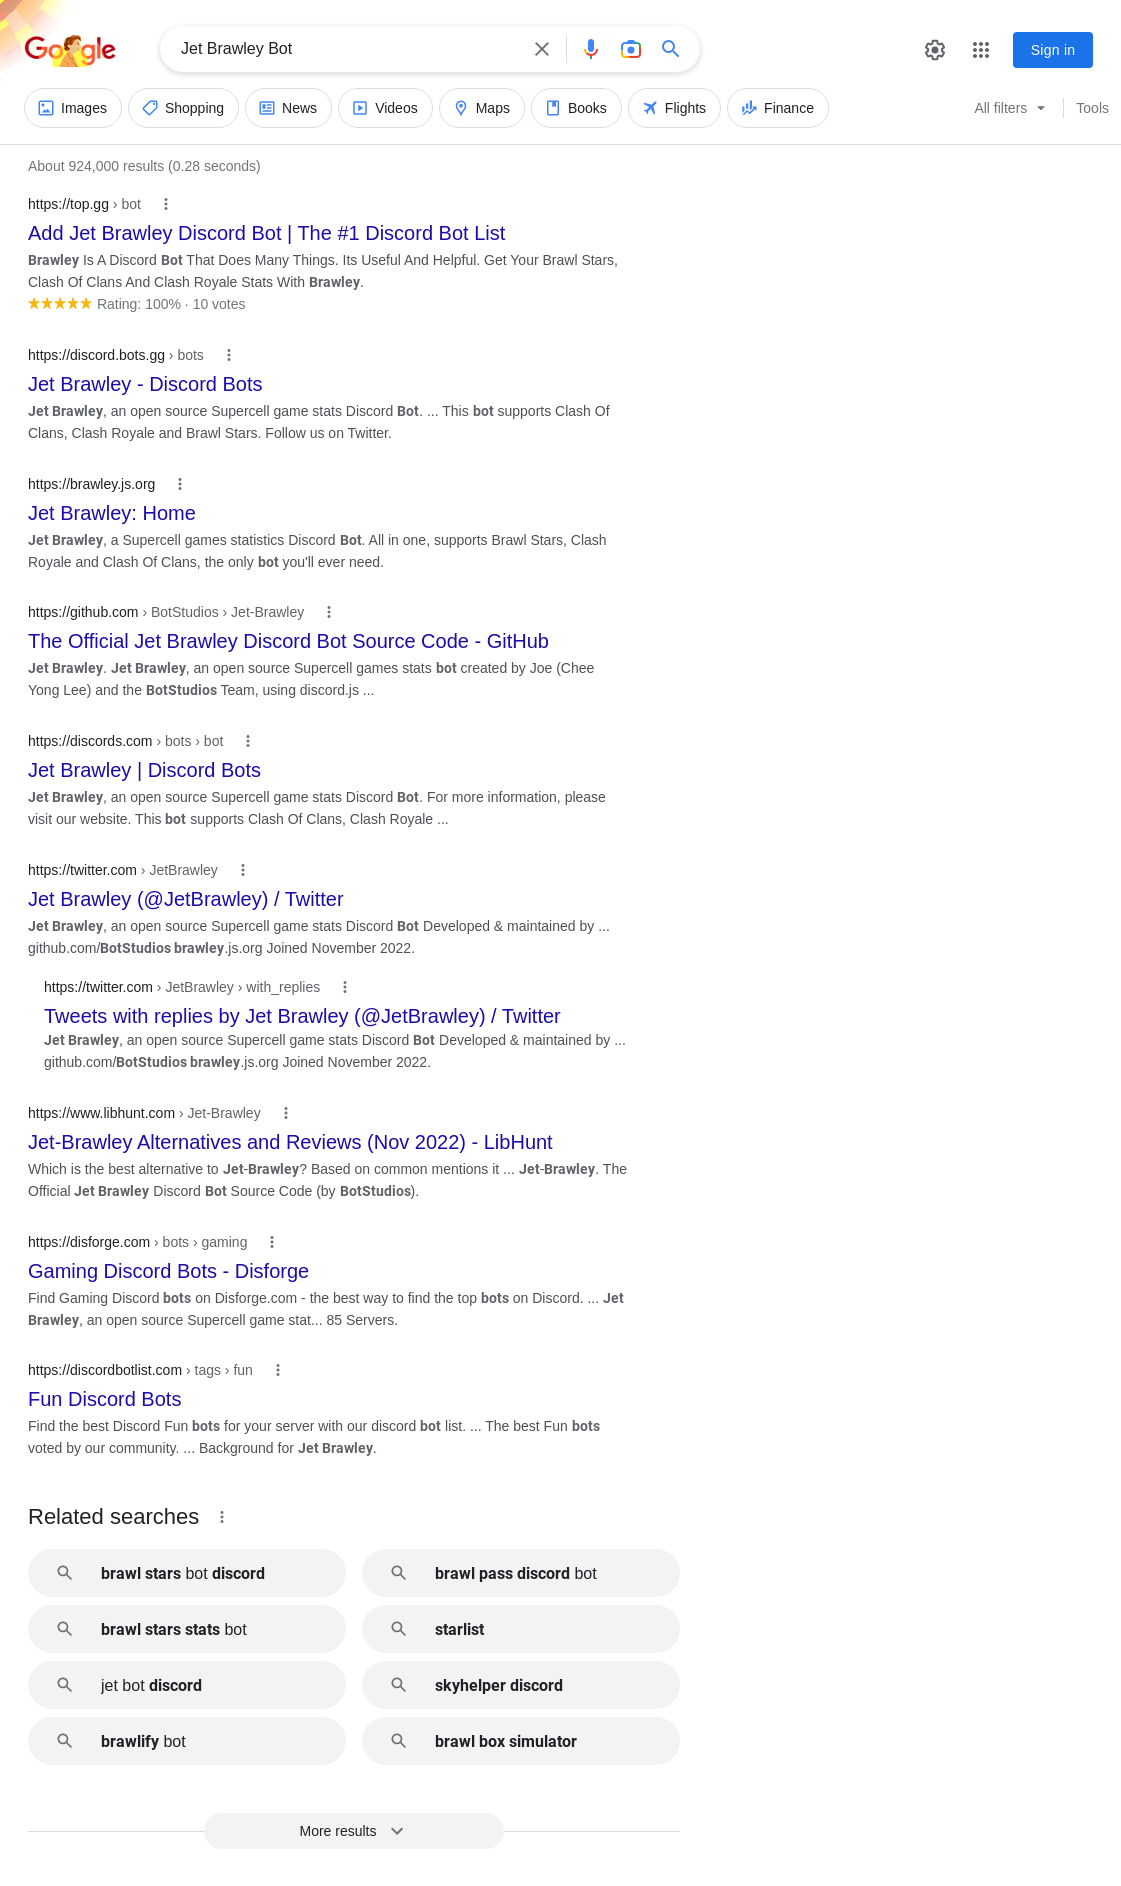 Google
Jet Brawley Bot
Sign in
Images
Shopping
News
Videos
Maps
Books
Flights
Finance
All filters
Tools
About 924,000 results (0.28 seconds)
https://top.gg › bot
Add Jet Brawley Discord Bot | The #1 Discord Bot List
Brawley Is A Discord Bot That Does Many Things. Its Useful And Helpful. Get Your Brawl Stars,
Clash Of Clans And Clash Royale Stats With Brawley.
Rating: 100% · 10 votes
https://discord.bots.gg › bots
Jet Brawley - Discord Bots
Jet Brawley, an open source Supercell game stats Discord Bot. ... This bot supports Clash Of
Clans, Clash Royale and Brawl Stars. Follow us on Twitter.
https://brawley.js.org
Jet Brawley: Home
Jet Brawley, a Supercell games statistics Discord Bot. All in one, supports Brawl Stars, Clash
Royale and Clash Of Clans, the only bot you'll ever need.
https://github.com › BotStudios › Jet-Brawley
The Official Jet Brawley Discord Bot Source Code - GitHub
Jet Brawley. Jet Brawley, an open source Supercell games stats bot created by Joe (Chee
Yong Lee) and the BotStudios Team, using discord.js ...
https://discords.com › bots › bot
Jet Brawley | Discord Bots
Jet Brawley, an open source Supercell game stats Discord Bot. For more information, please
visit our website. This bot supports Clash Of Clans, Clash Royale ...
https://twitter.com › JetBrawley
Jet Brawley (@JetBrawley) / Twitter
Jet Brawley, an open source Supercell game stats Discord Bot Developed & maintained by ...
github.com/BotStudios brawley.js.org Joined November 2022.
https://twitter.com › JetBrawley › with_replies
Tweets with replies by Jet Brawley (@JetBrawley) / Twitter
Jet Brawley, an open source Supercell game stats Discord Bot Developed & maintained by ...
github.com/BotStudios brawley.js.org Joined November 2022.
https://www.libhunt.com › Jet-Brawley
Jet-Brawley Alternatives and Reviews (Nov 2022) - LibHunt
Which is the best alternative to Jet-Brawley? Based on common mentions it ... Jet-Brawley. The
Official Jet Brawley Discord Bot Source Code (by BotStudios).
https://disforge.com › bots › gaming
Gaming Discord Bots - Disforge
Find Gaming Discord bots on Disforge.com - the best way to find the top bots on Discord. ... Jet
Brawley, an open source Supercell game stat... 85 Servers.
https://discordbotlist.com › tags › fun
Fun Discord Bots
Find the best Discord Fun bots for your server with our discord bot list. ... The best Fun bots
voted by our community. ... Background for Jet Brawley.
Related searches
brawl stars bot discord
brawl pass discord bot
brawl stars stats bot
starlist
jet bot discord
skyhelper discord
brawlify bot
brawl box simulator
More results